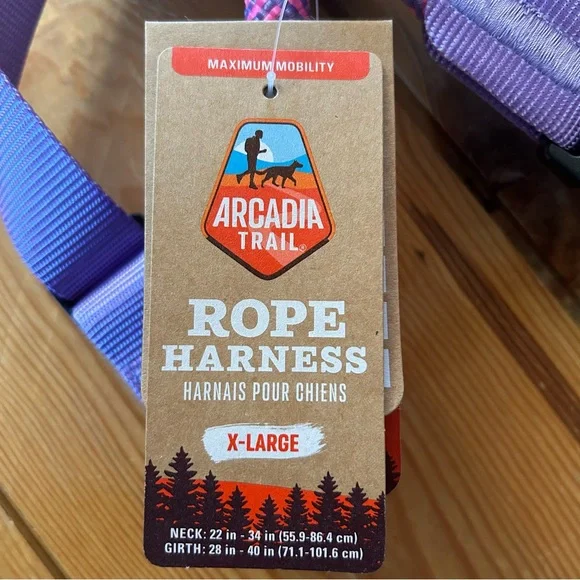 MAXIMUM MOBILITY
ARCADIA
TRAIL®
ROPE
HARNESS
HARNAIS POUR CHIENS
X-LARGE
NECK: 22 in - 34 in (55.9-86.4 cm)
GIRTH: 28 in - 40 in (71.1-101.6 cm)